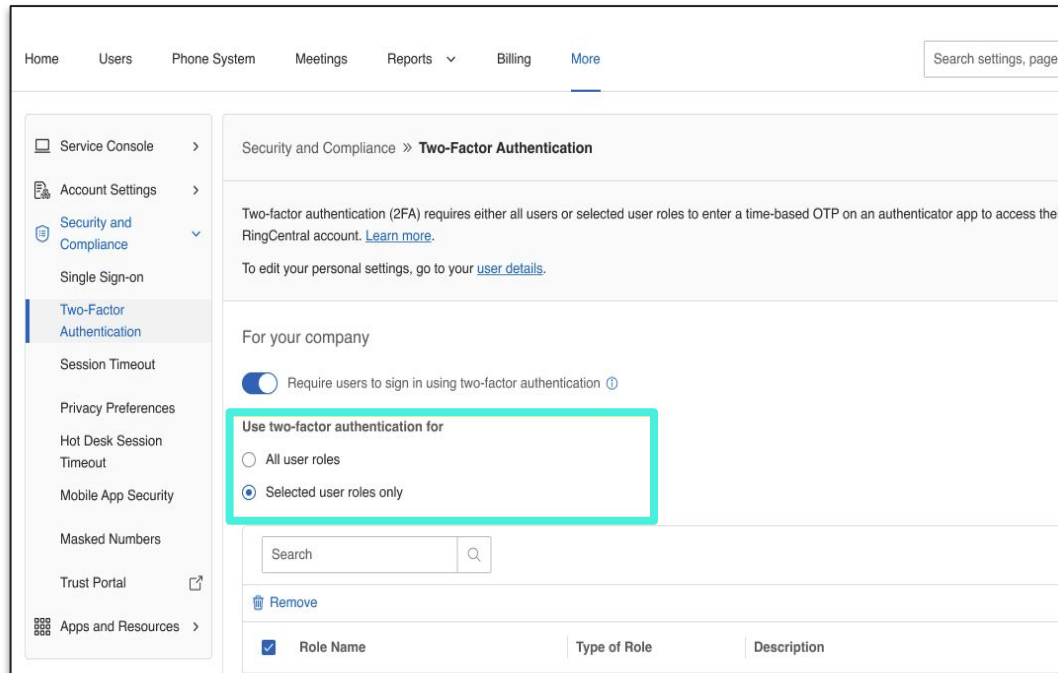 Home Users Phone System Meetings Reports Billing More Search settings, page
Service Console
Account Settings
Security and
Compliance
Single Sign-on
Two-Factor
Authentication
Session Timeout
Privacy Preferences
Hot Desk Session
Timeout
Mobile App Security
Masked Numbers
Trust Portal
Apps and Resources
Security and Compliance » Two-Factor Authentication
Two-factor authentication (2FA) requires either all users or selected user roles to enter a time-based OTP on an authenticator app to access the
RingCentral account. Learn more.
To edit your personal settings, go to your user details.
For your company
Require users to sign in using two-factor authentication
Use two-factor authentication for
All user roles
Selected user roles only
Search
Remove
Role Name Type of Role Description